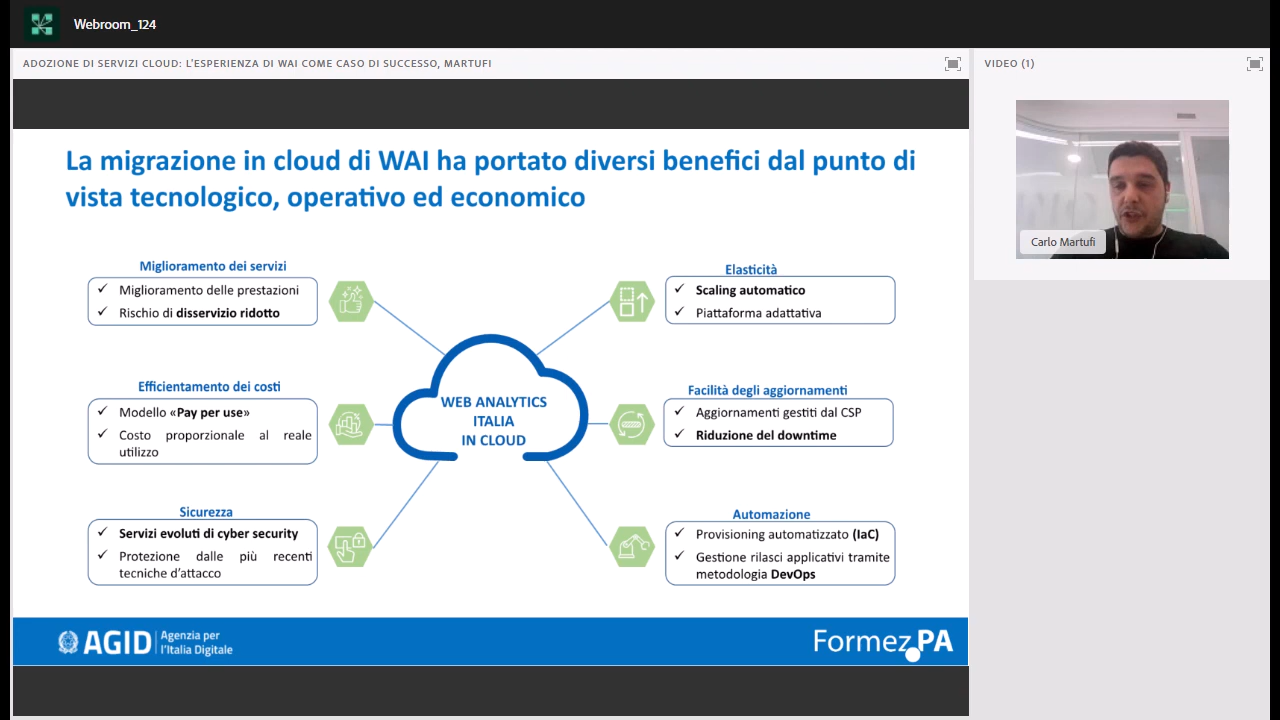 Webroom_124
ADOZIONE DI SERVIZI CLOUD: L'ESPERIENZA DI WAI COME CASO DI SUCCESSO, MARTUFI
VIDEO (1)
Carlo Martufi
La migrazione in cloud di WAI ha portato diversi benefici dal punto di
vista tecnologico, operativo ed economico
Miglioramento dei servizi
✓ Miglioramento delle prestazioni
✓ Rischio di disservizio ridotto
Efficientamento dei costi
✓ Modello «Pay per use»
✓ Costo proporzionale al reale
utilizzo
Sicurezza
✓ Servizi evoluti di cyber security
✓ Protezione dalle più recenti
tecniche d'attacco
WEB ANALYTICS
ITALIA
IN CLOUD
Elasticità
✓ Scaling automatico
✓ Piattaforma adattativa
Facilità degli aggiornamenti
✓ Aggiornamenti gestiti dal CSP
✓ Riduzione del downtime
Automazione
✓ Provisioning automatizzato (IaC)
✓ Gestione rilasci applicativi tramite
metodologia DevOps
AGID
Agenzia per
l'Italia Digitale
Formez PA